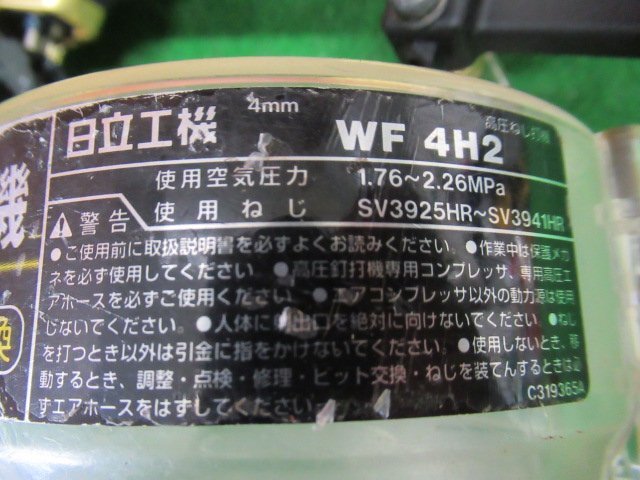 4mm
高圧ねじ打機
日立工機 WF 4H2
使用空気圧力 1.76~2.26MPa
機
⚠警告 使用ねじ SV3925HR~SV3941HR
●ご使用前に取扱説明書を必ずよくお読みください。●作業中は保護メガ
ネを必ず使用してください。●高圧釘打機専用コンプレッサ、専用高圧エ
アホースを必ずご使用ください。●エアコンプレッサ以外の動力源は使用
しないでください。●人体に 出口を絶対に向けないでください。●ねじ
換
を打つとき以外は引金に指をかけないでください。●使用しないとき、移
動するとき、調整・点検・修理・ビット交換・ねじを装てんするときは必
ずエアホースをはずしてください。
C319365A